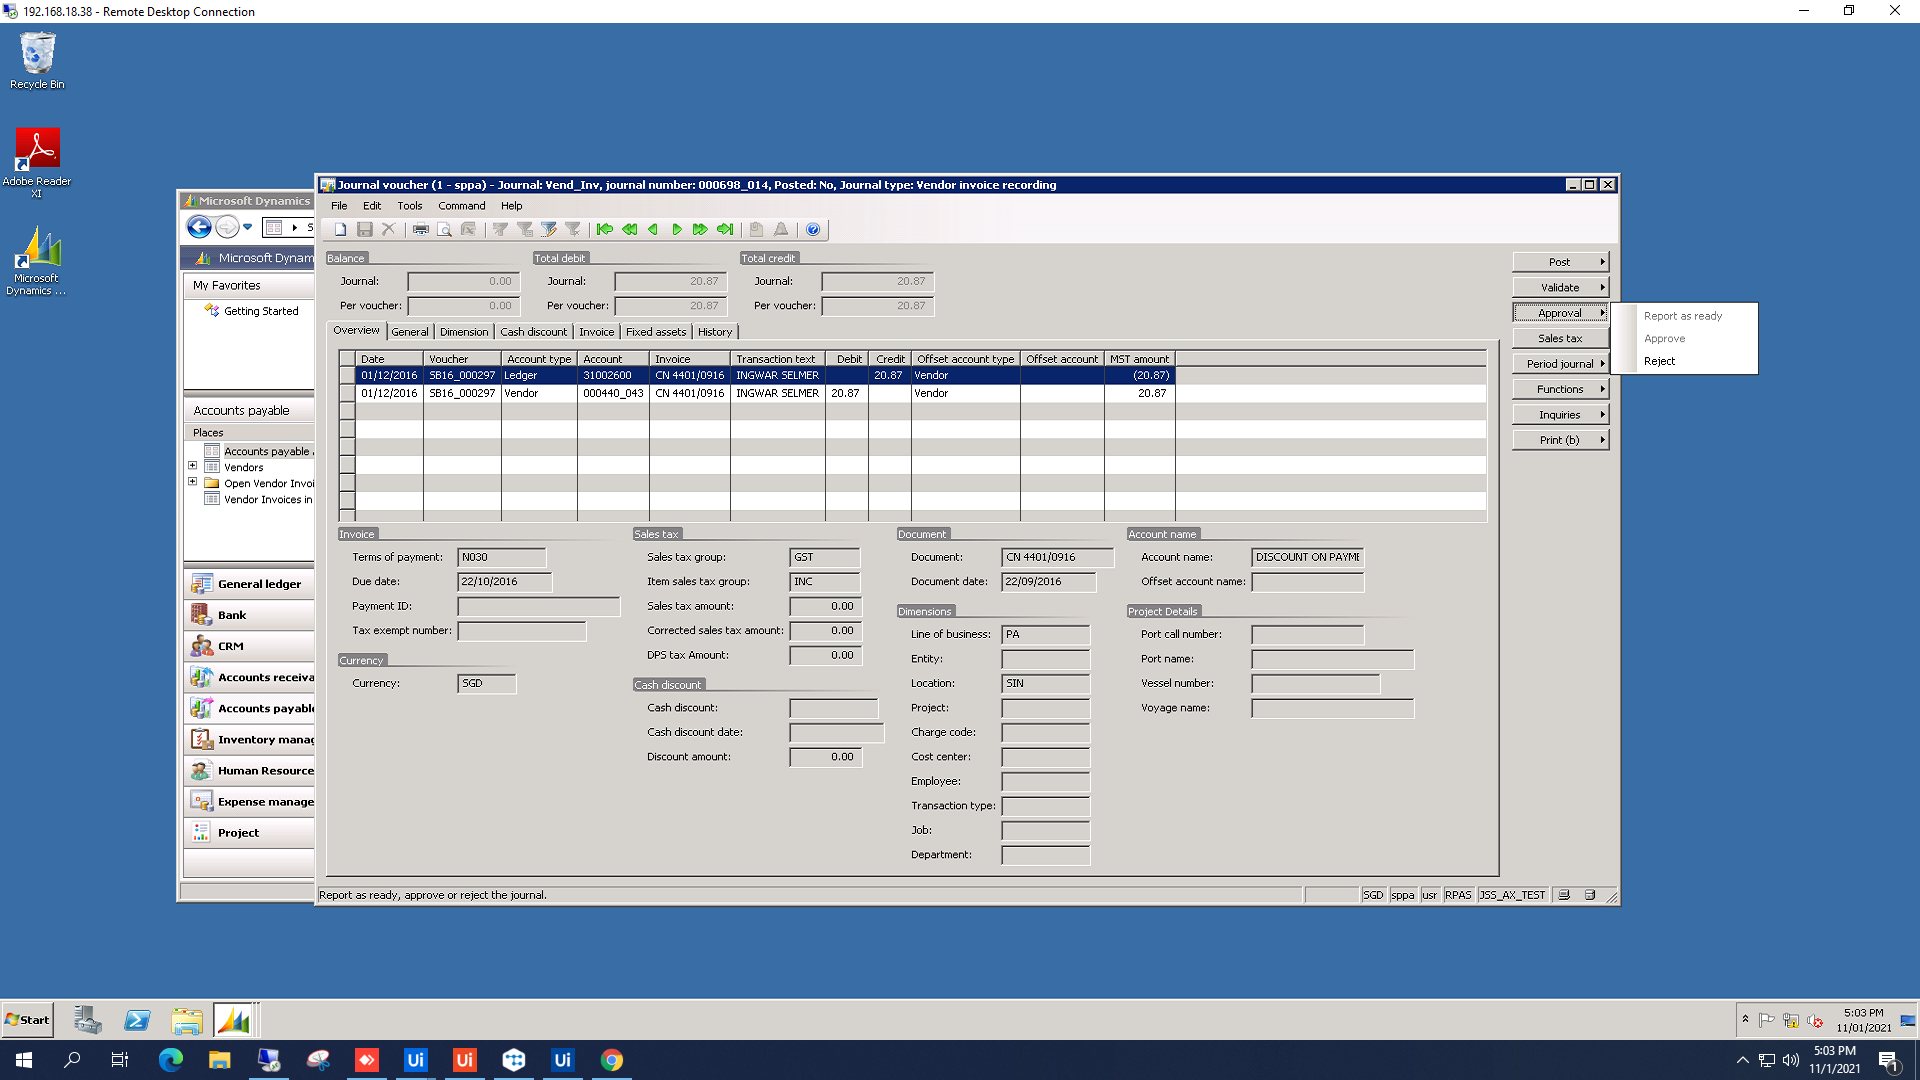 192.168.18.38 - Remote Desktop Connection
Recycle Bin
Adobe Reader
XI
Microsoft
Dynamics ...
Microsoft Dynamics
Microsoft Dynam
My Favorites
Getting Started
Accounts payable
Places
Accounts payable
Vendors
Open Vendor Invoi
Vendor Invoices in
General ledger
Bank
CRM
Accounts receiva
Accounts payabl
Inventory manag
Human Resource
Expense manage
Project
Journal voucher (1 - sppa) - Journal: Vend_Inv, journal number: 000698_014, Posted: No, Journal type: Vendor invoice recording
File Edit Tools Command Help
Balance Total debit Total credit
Journal: 0.00 Journal: 20.87 Journal: 20.87
Per voucher: 0.00 Per voucher: 20.87 Per voucher: 20.87
Overview General Dimension Cash discount Invoice Fixed assets History
Date Voucher Account type Account Invoice Transaction text Debit Credit Offset account type Offset account MST amount
01/12/2016 SB16_000297 Ledger 31002600 CN 4401/0916 INGWAR SELMER 20.87 Vendor (20.87)
01/12/2016 SB16_000297 Vendor 000440_043 CN 4401/0916 INGWAR SELMER 20.87 Vendor 20.87
Invoice
Terms of payment: N030
Due date: 22/10/2016
Payment ID:
Tax exempt number:
Currency
Currency: SGD
Sales tax
Sales tax group: GST
Item sales tax group: INC
Sales tax amount: 0.00
Corrected sales tax amount: 0.00
DPS tax Amount: 0.00
Cash discount
Cash discount:
Cash discount date:
Discount amount: 0.00
Document
Document: CN 4401/0916
Document date: 22/09/2016
Dimensions
Line of business: PA
Entity:
Location: SIN
Project:
Charge code:
Cost center:
Employee:
Transaction type:
Job:
Department:
Account name
Account name: DISCOUNT ON PAYME
Offset account name:
Project Details
Port call number:
Port name:
Vessel number:
Voyage name:
Post
Validate
Approval
Sales tax
Period journal
Functions
Inquiries
Print (b)
Report as ready
Approve
Reject
Report as ready, approve or reject the journal.
SGD sppa usr RPAS JSS_AX_TEST
Start
5:03 PM
11/01/2021
Ui Ui Ui
5:03 PM
11/1/2021
1